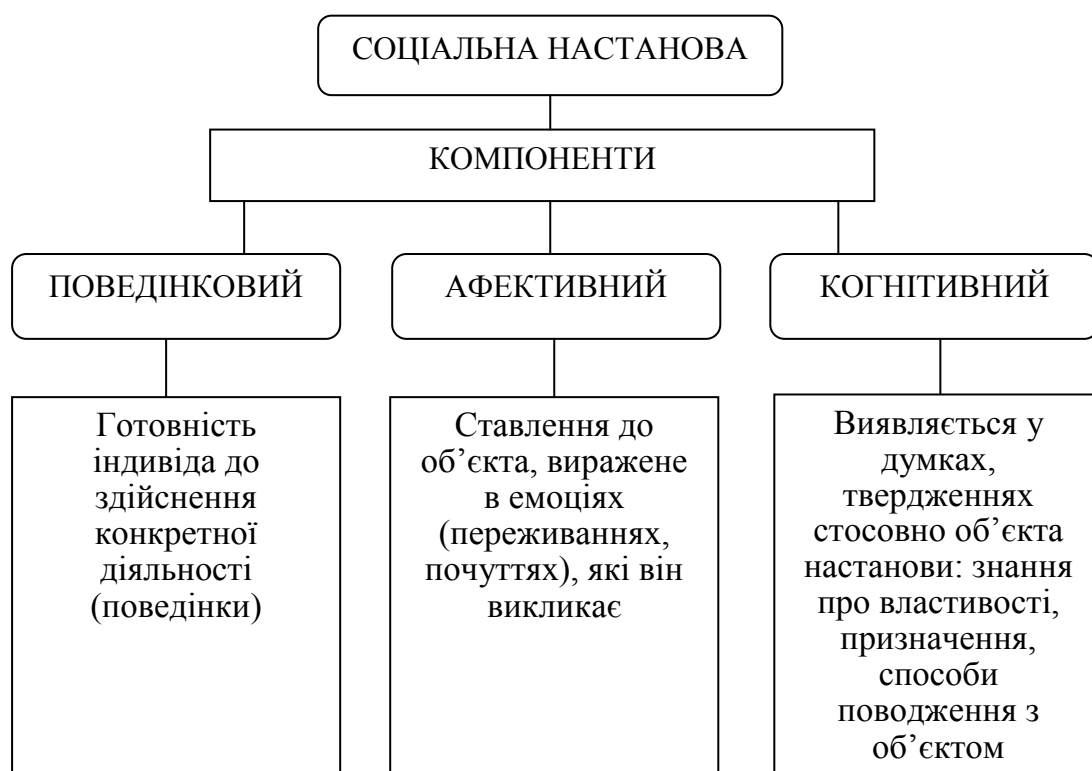 СОЦІАЛЬНА НАСТАНОВА
КОМПОНЕНТИ
ПОВЕДІНКОВИЙ
АФЕКТИВНИЙ
КОГНІТИВНИЙ
Готовність
індивіда до
здійснення
конкретної
діяльності
(поведінки)
Ставлення до
об’єкта, виражене
в емоціях
(переживаннях,
почуттях), які він
викликає
Виявляється у
думках,
твердженнях
стосовно об’єкта
настанови: знання
про властивості,
призначення,
способи
поводження з
об’єктом